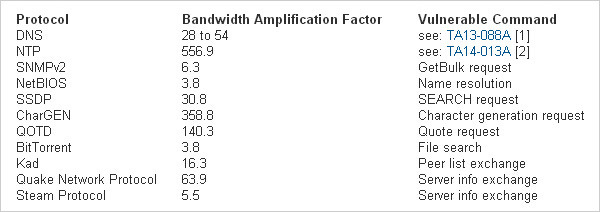 Protocol Bandwidth Amplification Factor Vulnerable Command
DNS 28 to 54 see: TA13-088A [1]
NTP 556.9 see: TA14-013A [2]
SNMPv2 6.3 GetBulk request
NetBIOS 3.8 Name resolution
SSDP 30.8 SEARCH request
CharGEN 358.8 Character generation request
QOTD 140.3 Quote request
BitTorrent 3.8 File search
Kad 16.3 Peer list exchange
Quake Network Protocol 63.9 Server info exchange
Steam Protocol 5.5 Server info exchange